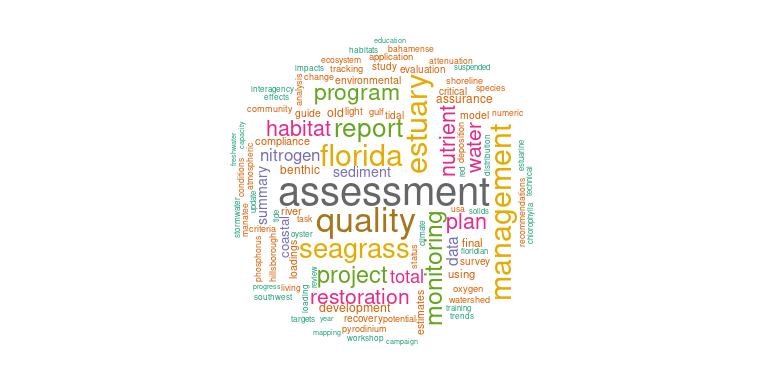 education
habitats bahamense
ecosystem application
impacts tracking study evaluation attenuation suspended
change environmental
interagency analysis program estuary critical shoreline species
effects assurance
community guide old light gulf tidal model numeric
habitat report nutrient water
compliance nitrogen florida deposition distribution management estuarine
freshwater capacity atmospheric benthic sediment red technical
conditions
assessment
stormwater manatee update summary
tide river task quality usa solids plan recommendations chlorophylla
criteria coastal oyster seagrass climate monitoring data final floridian
phosphorus hillsborough loadings review project total status survey
using
progress living restoration oxygen
southwest loading development estimates watershed
training
targets year recovery potential trends
mapping pyrodinium
workshop campaign